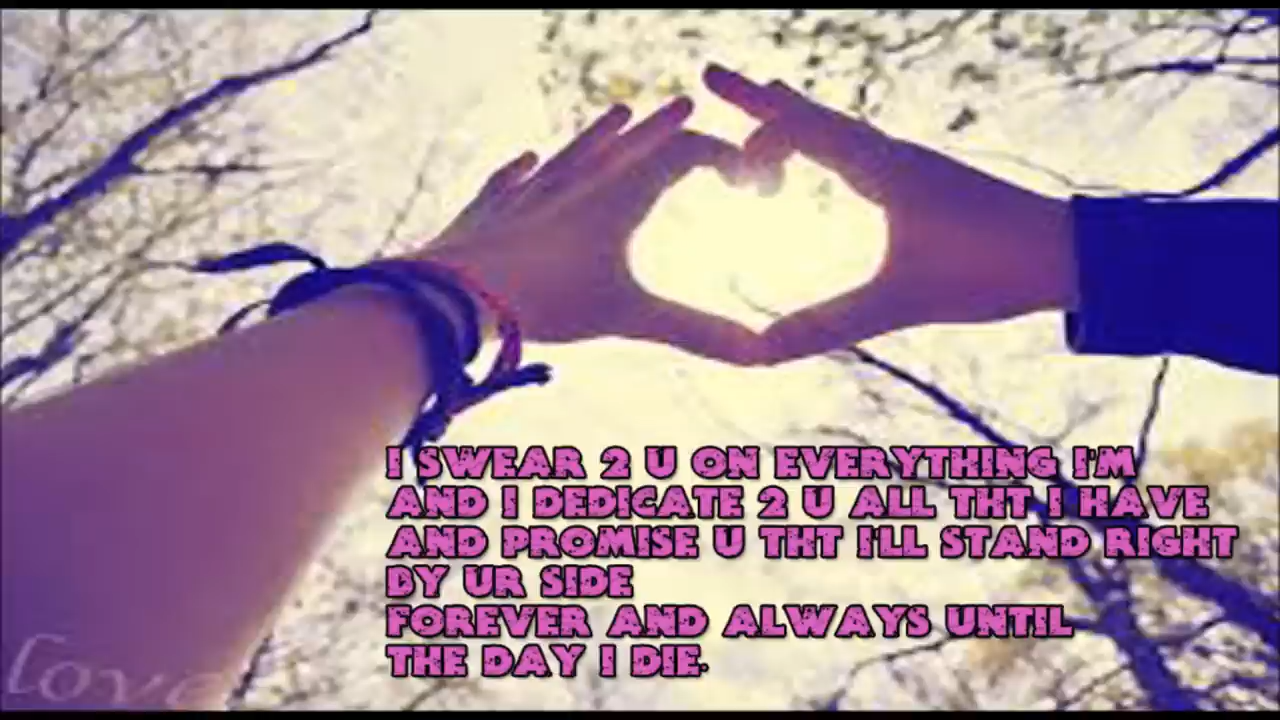 I SWEAR 2 U ON EVERYTHING I'M
AND I DEDICATE 2 U ALL THT I HAVE
AND PROMISE U THT I'LL STAND RIGHT
BY UR SIDE
FOREVER AND ALWAYS UNTIL
THE DAY I DIE.
Love